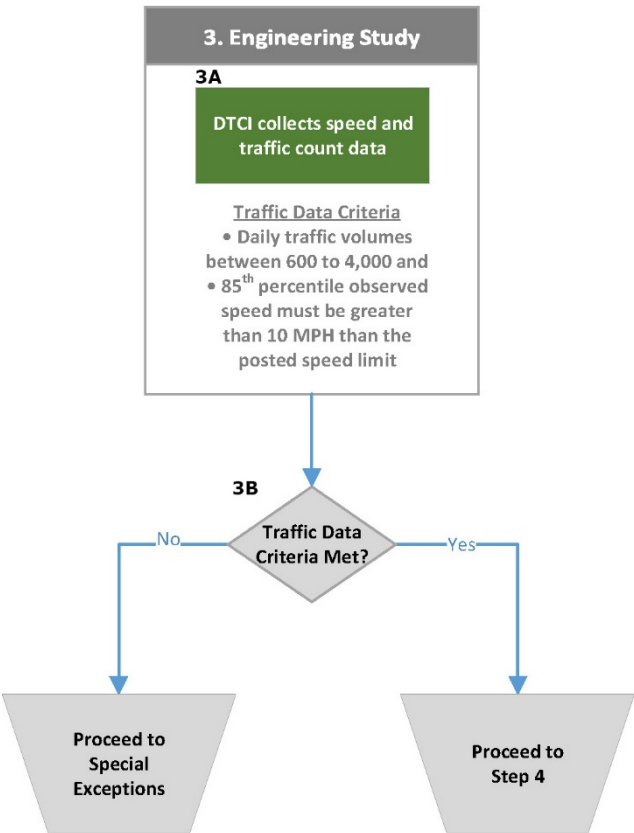 3. Engineering Study
3A
DTCI collects speed and
traffic count data
Traffic Data Criteria
• Daily traffic volumes
between 600 to 4,000 and
• 85th percentile observed
speed must be greater
than 10 MPH than the
posted speed limit
3B
Traffic Data
Criteria Met?
No
Yes
Proceed to
Special
Exceptions
Proceed to
Step 4